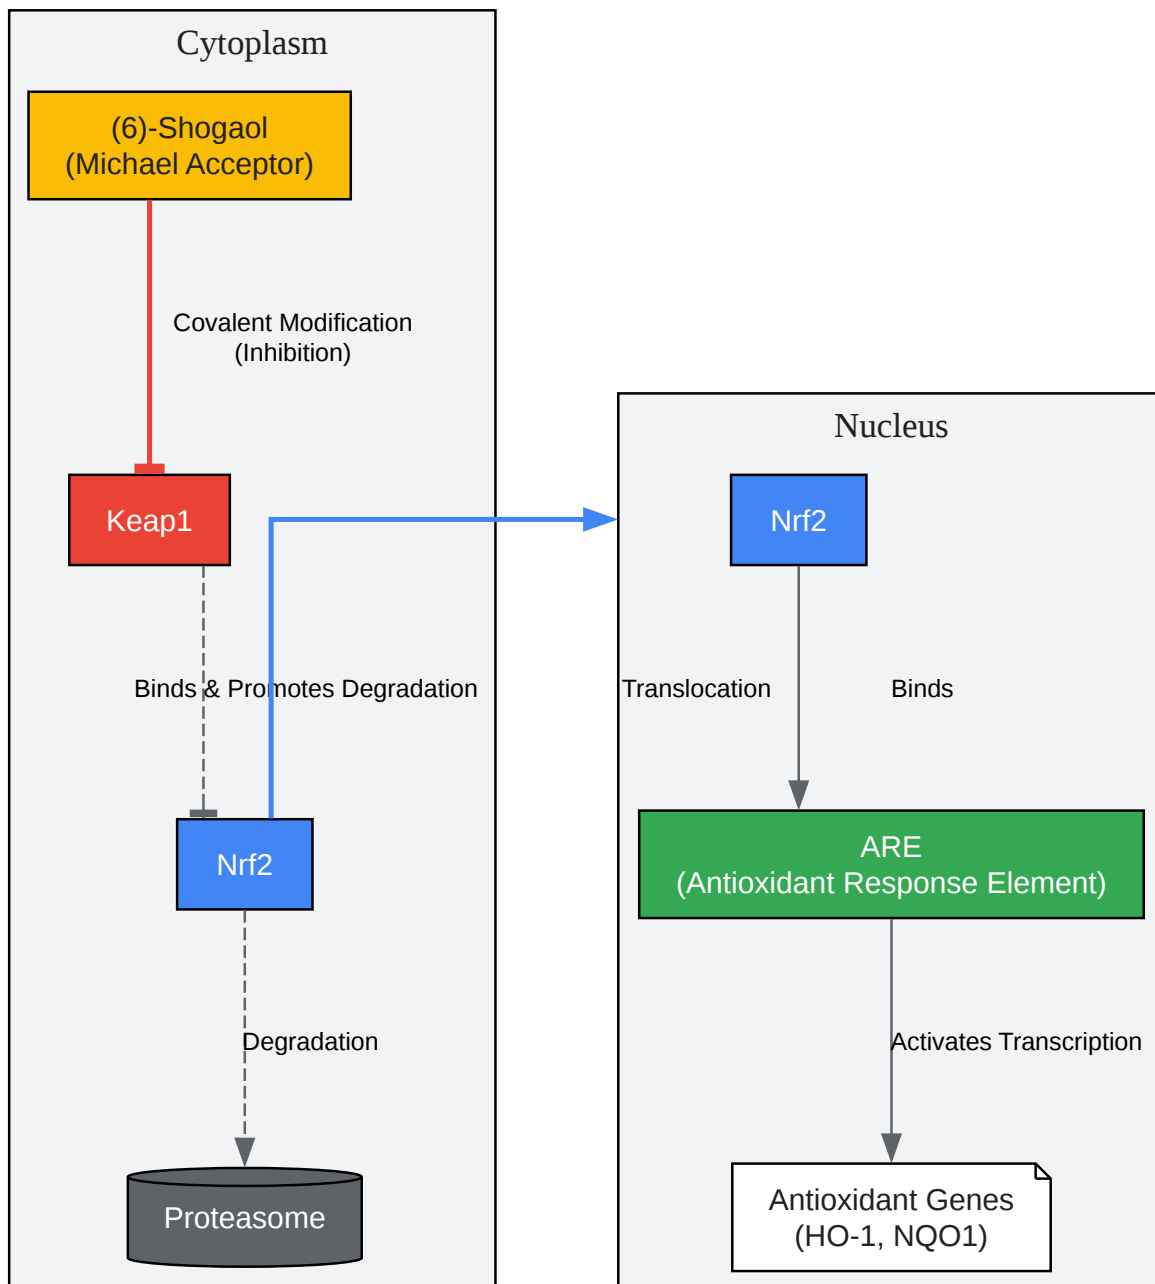 Cytoplasm
(6)-Shogaol
(Michael Acceptor)
Covalent Modification
(Inhibition)
Keap1
Binds & Promotes Degradation
Nrf2
Degradation
Proteasome
Nucleus
Nrf2
Translocation
Binds
ARE
(Antioxidant Response Element)
Activates Transcription
Antioxidant Genes
(HO-1, NQO1)